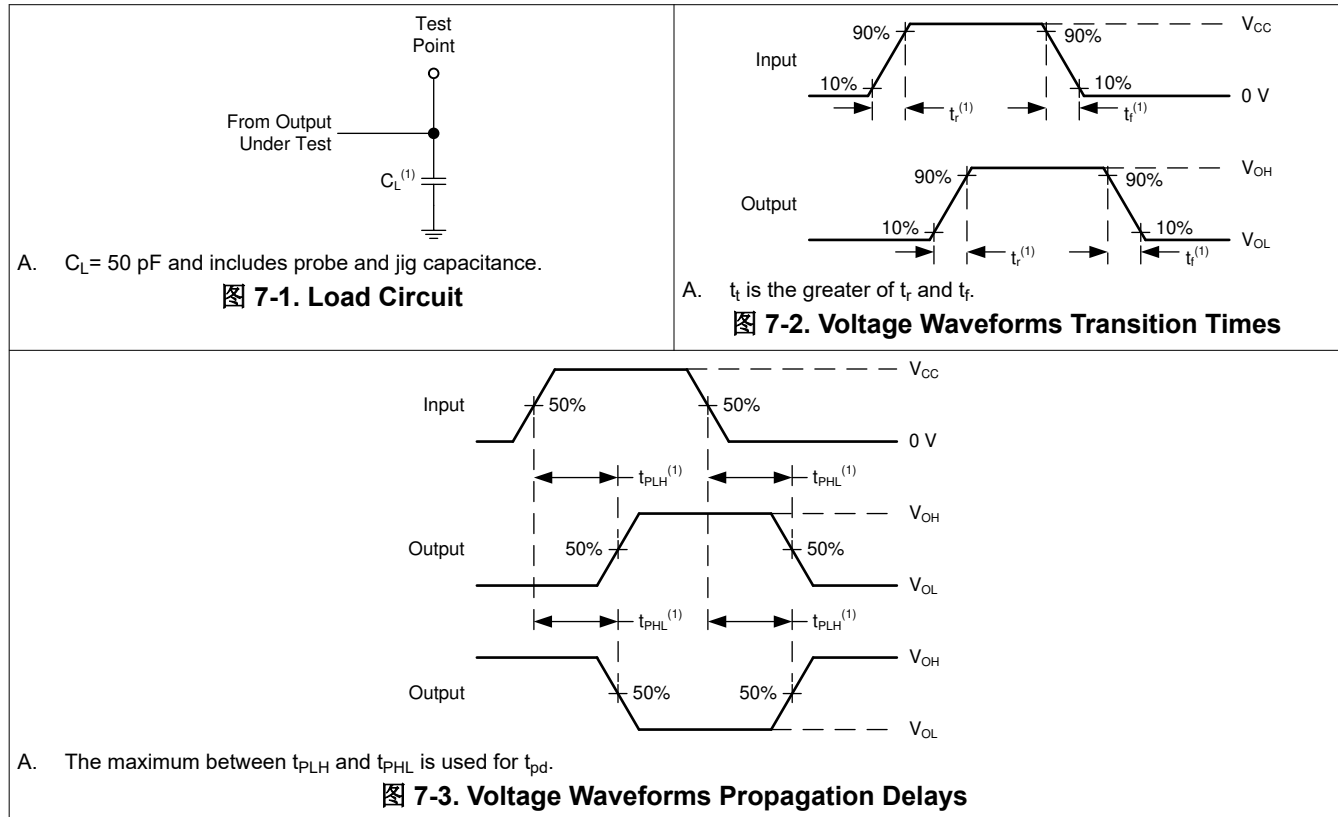 Test
Point
From Output
Under Test
C_L^(1)
A. C_L= 50 pF and includes probe and jig capacitance.
图 7-1. Load Circuit
V_CC
90%
90%
Input
10%
10%
0 V
t_r^(1)
t_f^(1)
V_OH
90%
90%
Output
10%
10%
V_OL
t_r^(1)
t_f^(1)
A. t_t is the greater of t_r and t_f.
图 7-2. Voltage Waveforms Transition Times
V_CC
Input
50%
50%
0 V
t_PLH^(1)
t_PHL^(1)
V_OH
Output
50%
50%
V_OL
t_PHL^(1)
t_PLH^(1)
V_OH
Output
50%
50%
V_OL
A. The maximum between t_PLH and t_PHL is used for t_pd.
图 7-3. Voltage Waveforms Propagation Delays